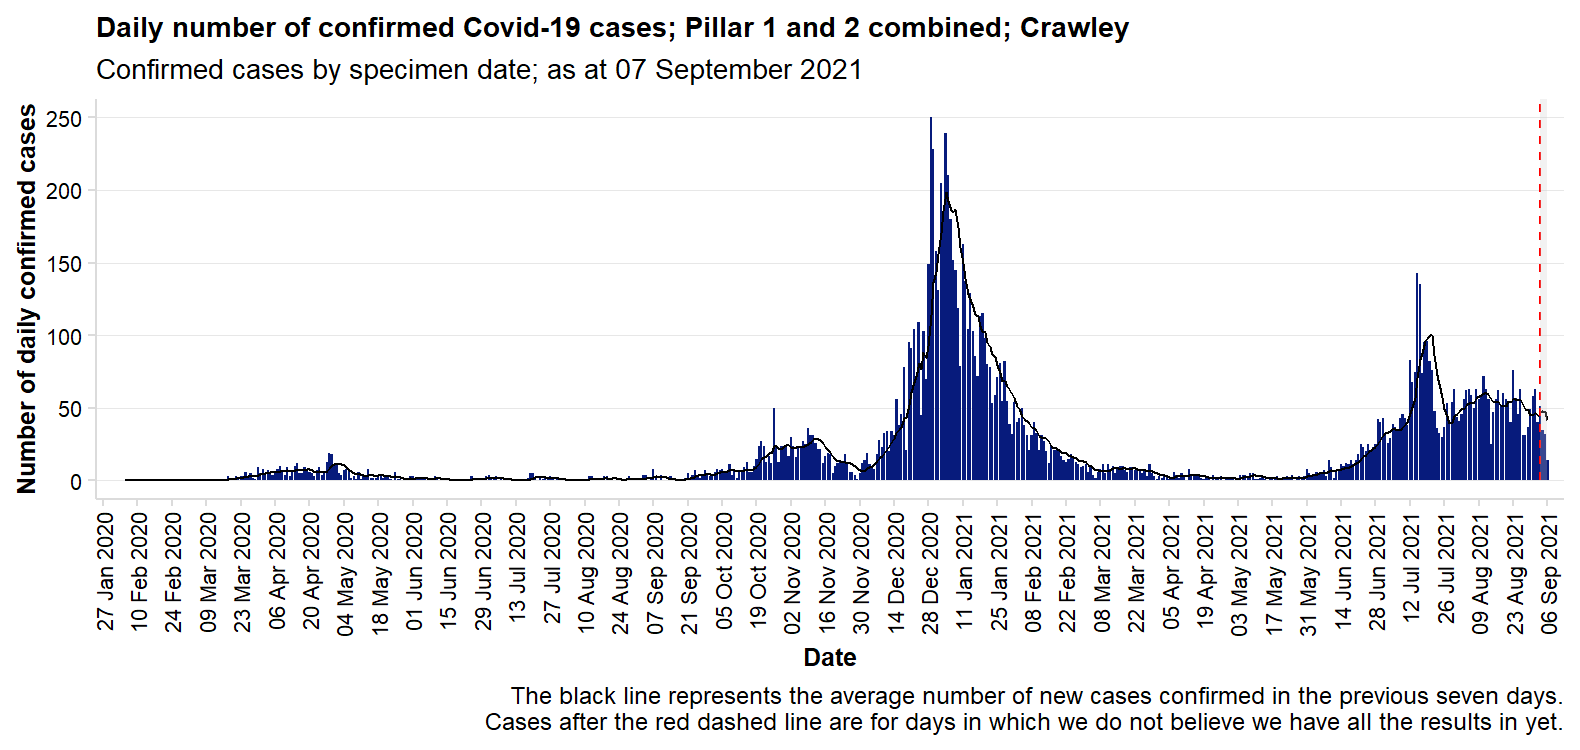 Daily number of confirmed Covid-19 cases; Pillar 1 and 2 combined; Crawley
Confirmed cases by specimen date; as at 07 September 2021
Number of daily confirmed cases
250
200
150
100
50
0
27 Jan 2020
10 Feb 2020
24 Feb 2020
09 Mar 2020
23 Mar 2020
06 Apr 2020
20 Apr 2020
04 May 2020
18 May 2020
01 Jun 2020
15 Jun 2020
29 Jun 2020
13 Jul 2020
27 Jul 2020
10 Aug 2020
24 Aug 2020
07 Sep 2020
21 Sep 2020
05 Oct 2020
19 Oct 2020
02 Nov 2020
16 Nov 2020
30 Nov 2020
14 Dec 2020
28 Dec 2020
11 Jan 2021
25 Jan 2021
08 Feb 2021
22 Feb 2021
08 Mar 2021
22 Mar 2021
05 Apr 2021
19 Apr 2021
03 May 2021
17 May 2021
31 May 2021
14 Jun 2021
28 Jun 2021
12 Jul 2021
26 Jul 2021
09 Aug 2021
23 Aug 2021
06 Sep 2021
Date
The black line represents the average number of new cases confirmed in the previous seven days.
Cases after the red dashed line are for days in which we do not believe we have all the results in yet.